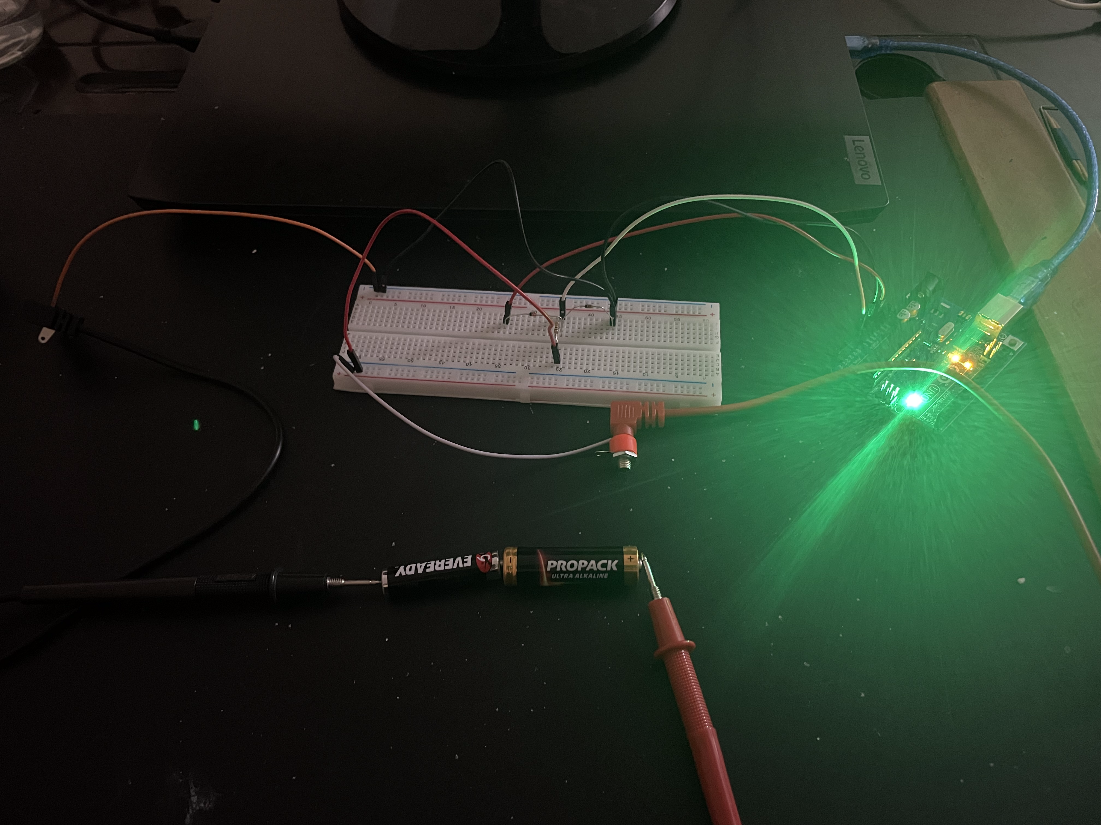 Lenovo
EVEREADY
- PROPACK +
ULTRA ALKALINE